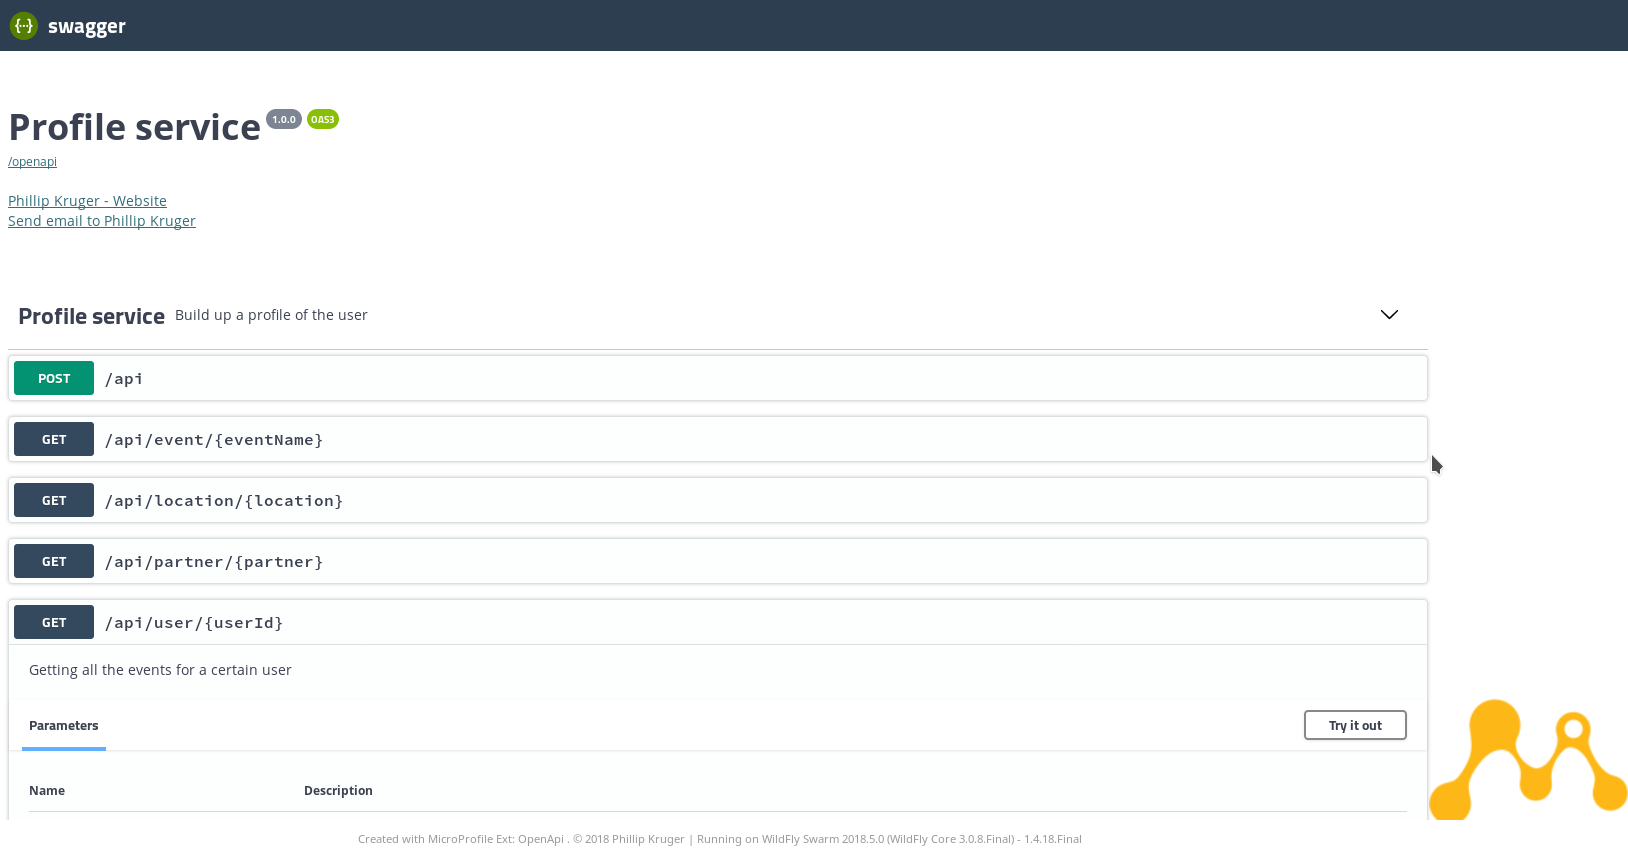 {···} swagger
Profile service 1.0.0 OAS3
/openapi
Phillip Kruger - Website
Send email to Phillip Kruger
Profile service Build up a profile of the user
POST /api
GET /api/event/{eventName}
GET /api/location/{location}
GET /api/partner/{partner}
GET /api/user/{userId}
Getting all the events for a certain user
Parameters Try it out
Name Description
Created with MicroProfile Ext: OpenApi . © 2018 Phillip Kruger | Running on WildFly Swarm 2018.5.0 (WildFly Core 3.0.8.Final) - 1.4.18.Final